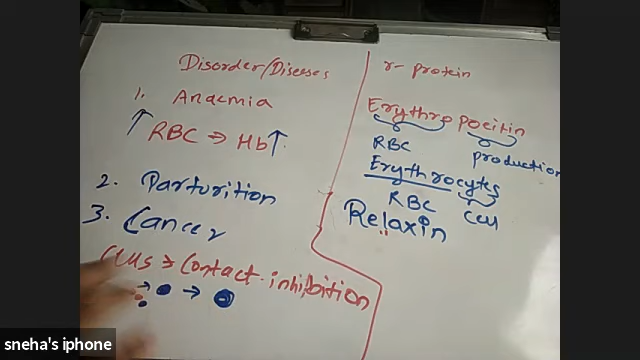 Disorder/Diseases
1. Anaemia
↑ RBC ⇒ Hb↑
2. Parturition
3. Cancer
Cells ⇒ Contact-inhibition
→ →
r-protein
Erythropoeitin
RBC production
Erythrocytes
RBC Cell
Relaxin
sneha's iphone